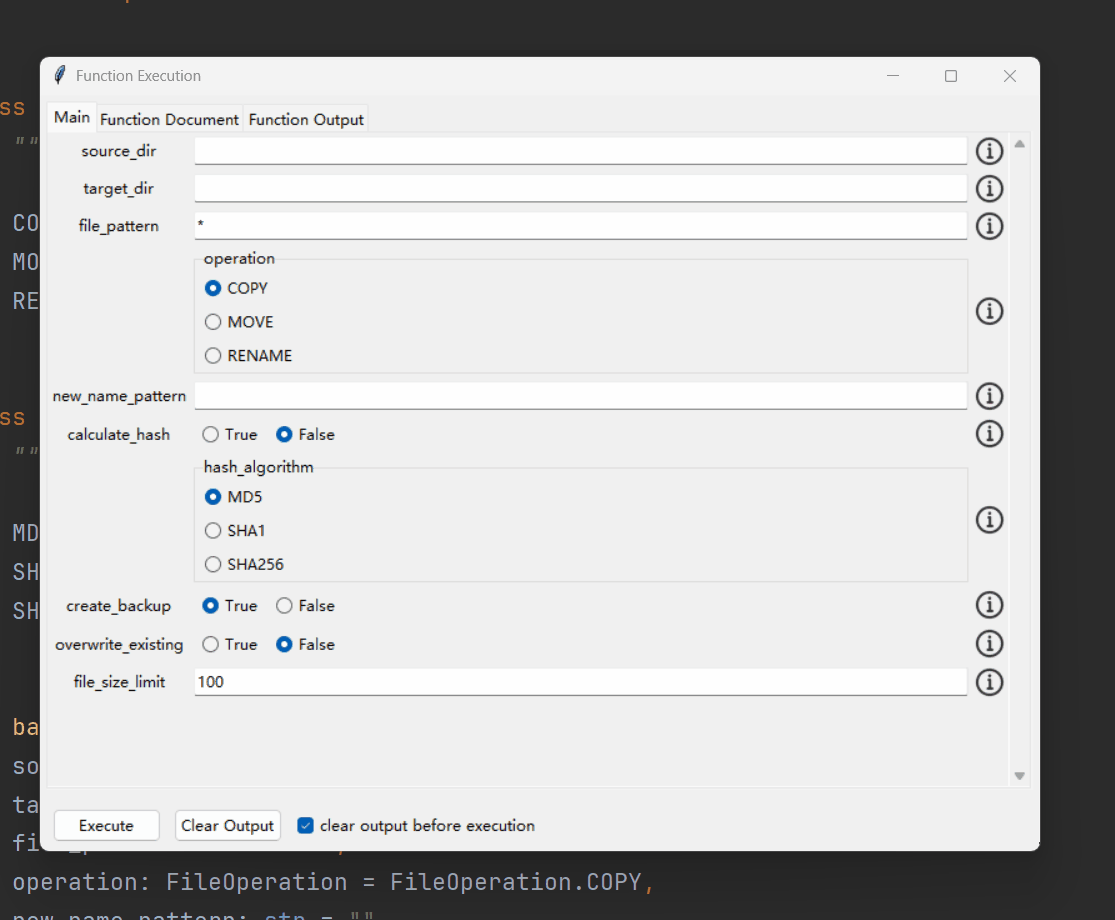 Function Execution
Main Function Document Function Output
ss
source_dir
""
target_dir
CO
file_pattern *
operation
MO
COPY
RE
MOVE
RENAME
new_name_pattern
ss
calculate_hash True False
""
hash_algorithm
MD5
MD
SHA1
SH
SHA256
SH
create_backup True False
overwrite_existing True False
file_size_limit 100
ba
so
ta
Execute Clear Output clear output before execution
fi
operation: FileOperation = FileOperation.COPY,
new_name_pattern: str = ""